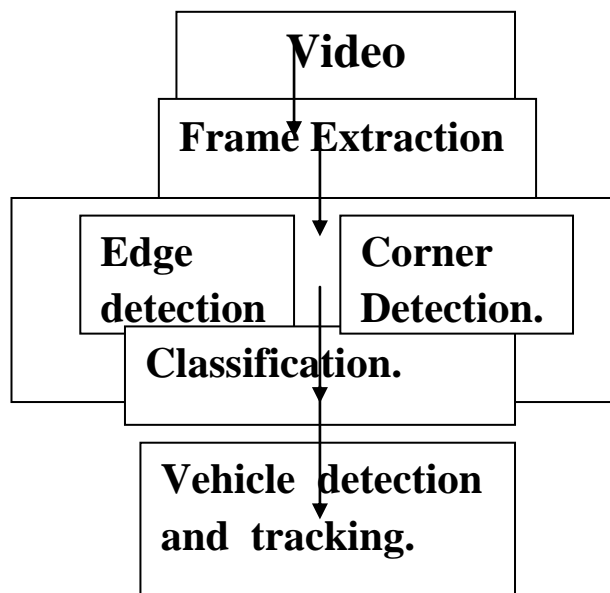 Video
Frame Extraction
Edge
detection
Corner
Detection.
Classification.
Vehicle detection
and tracking.